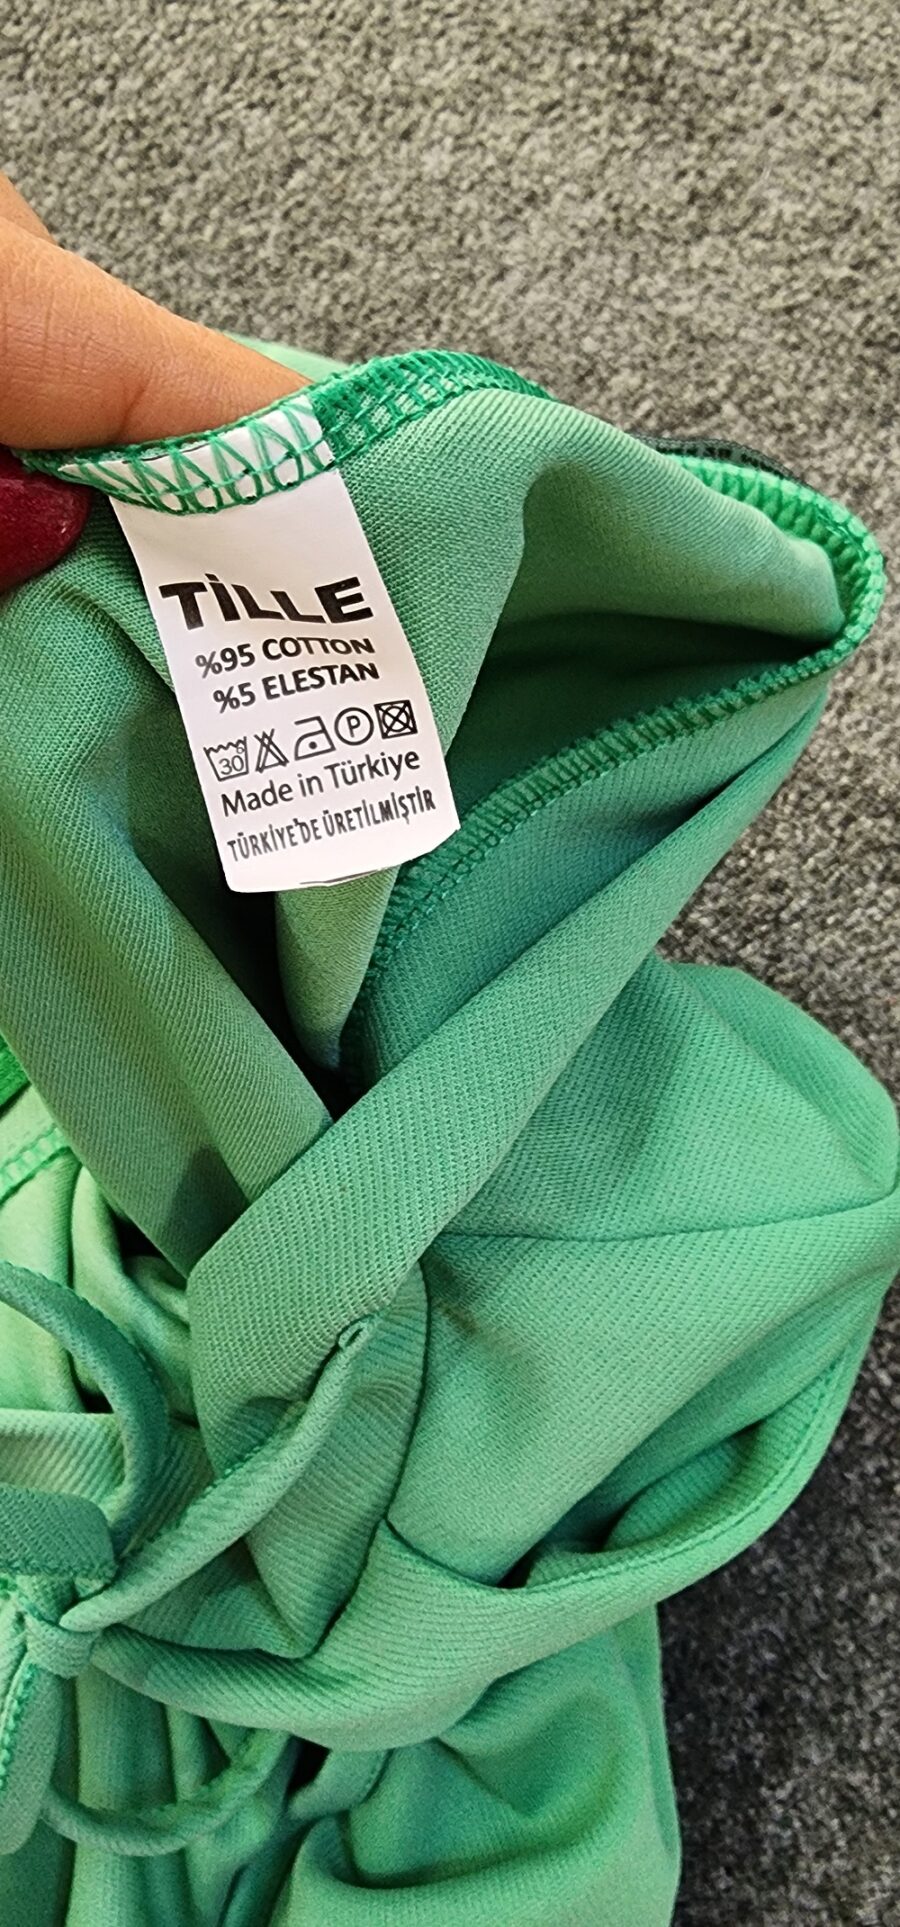 TİLLE
%95 COTTON
%5 ELESTAN
30 P
Made in Türkiye
TÜRKİYE'DE ÜRETİLMİŞTİR